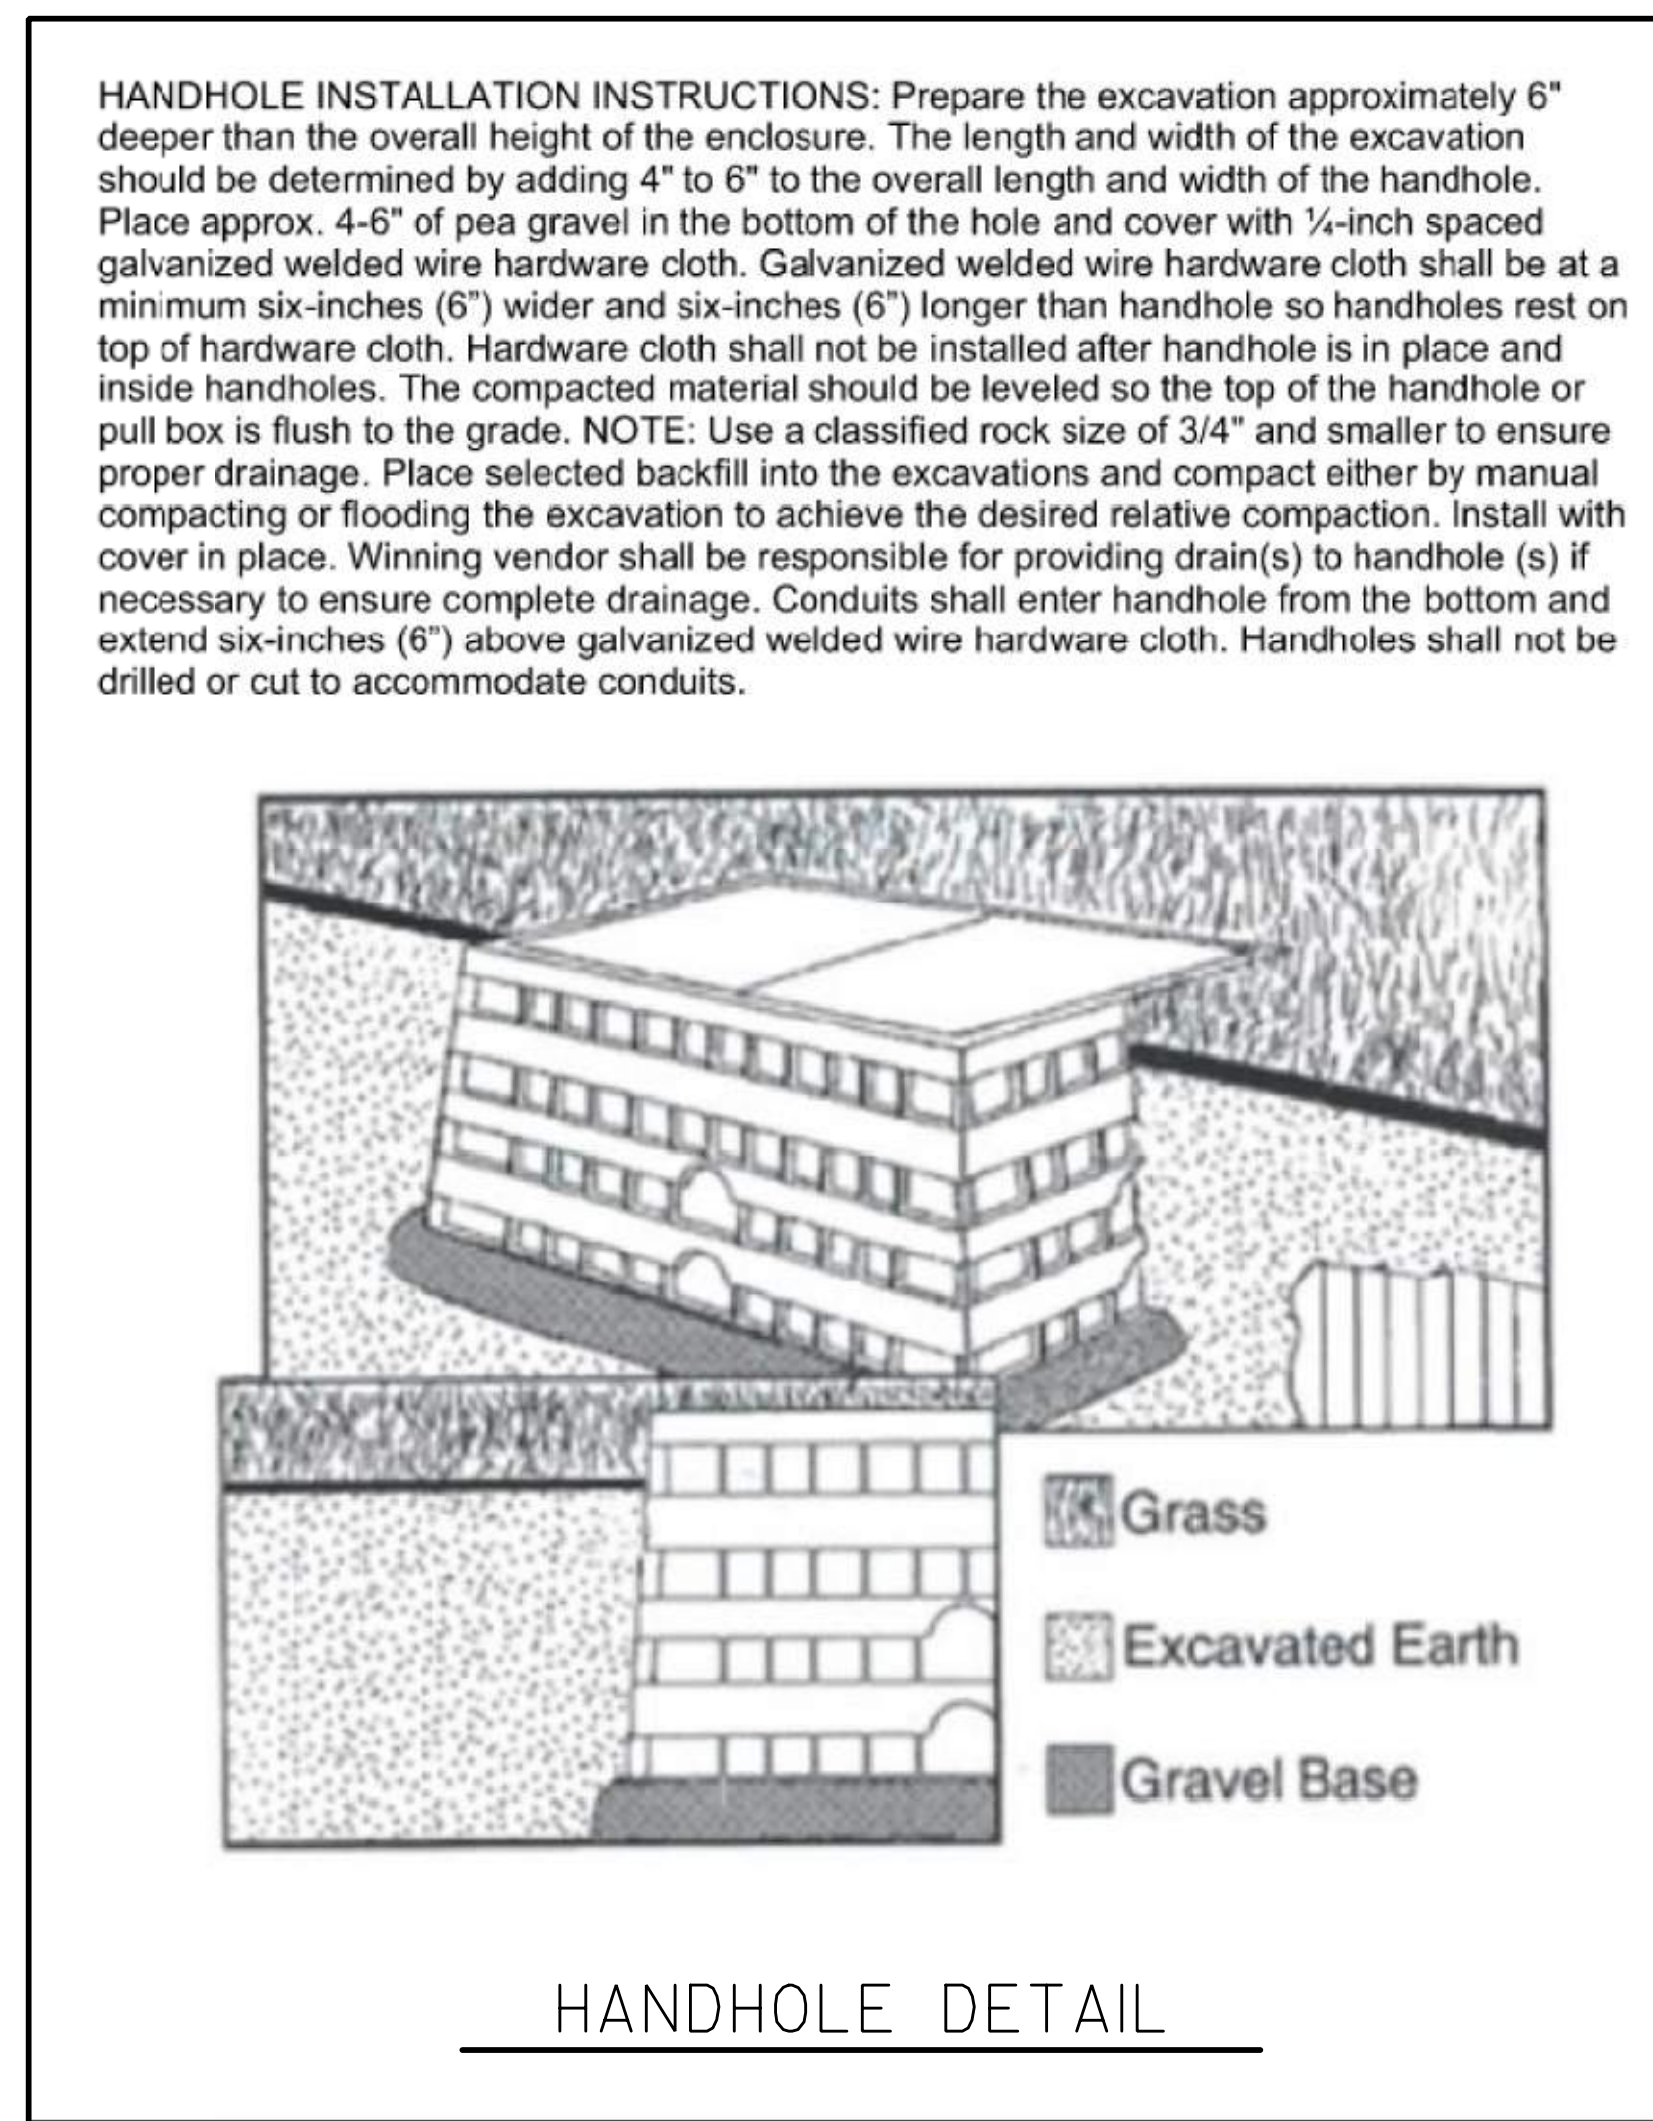 HANDHOLE INSTALLATION INSTRUCTIONS: Prepare the excavation approximately 6"
deeper than the overall height of the enclosure. The length and width of the excavation
should be determined by adding 4" to 6" to the overall length and width of the handhole.
Place approx. 4-6" of pea gravel in the bottom of the hole and cover with ¼-inch spaced
galvanized welded wire hardware cloth. Galvanized welded wire hardware cloth shall be at a
minimum six-inches (6”) wider and six-inches (6”) longer than handhole so handholes rest on
top of hardware cloth. Hardware cloth shall not be installed after handhole is in place and
inside handholes. The compacted material should be leveled so the top of the handhole or
pull box is flush to the grade. NOTE: Use a classified rock size of 3/4" and smaller to ensure
proper drainage. Place selected backfill into the excavations and compact either by manual
compacting or flooding the excavation to achieve the desired relative compaction. Install with
cover in place. Winning vendor shall be responsible for providing drain(s) to handhole (s) if
necessary to ensure complete drainage. Conduits shall enter handhole from the bottom and
extend six-inches (6”) above galvanized welded wire hardware cloth. Handholes shall not be
drilled or cut to accommodate conduits.
Grass
Excavated Earth
Gravel Base
HANDHOLE DETAIL